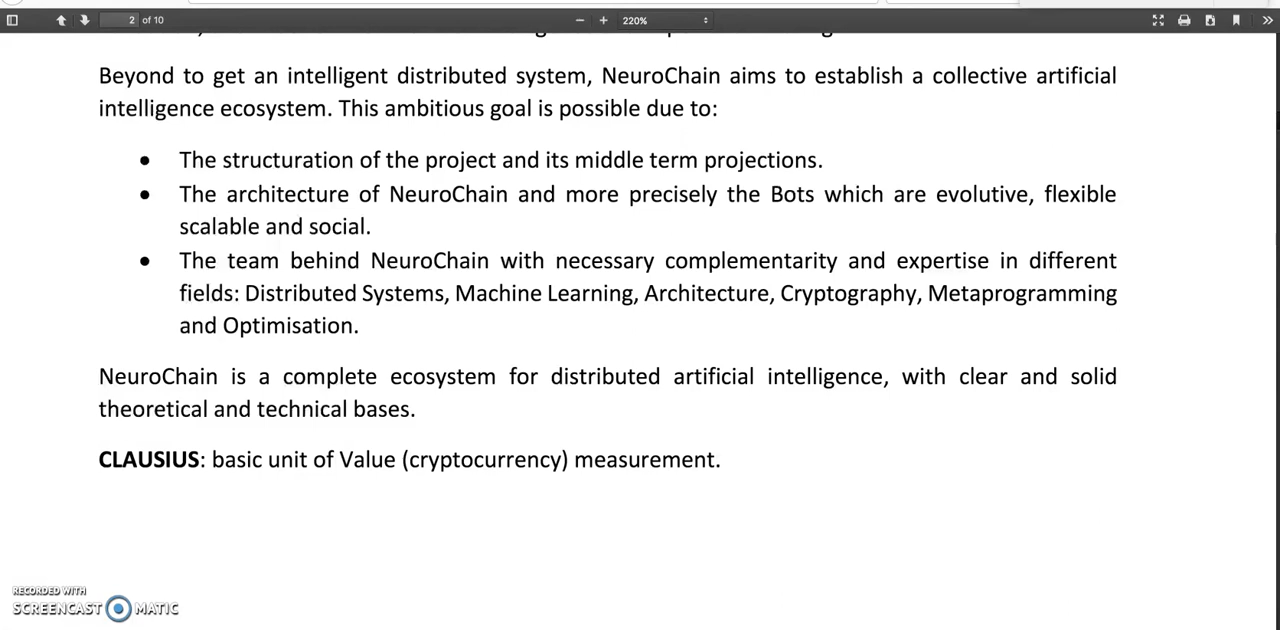 2 of 10
220%
Beyond to get an intelligent distributed system, NeuroChain aims to establish a collective artificial
intelligence ecosystem. This ambitious goal is possible due to:
• The structuration of the project and its middle term projections.
• The architecture of NeuroChain and more precisely the Bots which are evolutive, flexible
scalable and social.
• The team behind NeuroChain with necessary complementarity and expertise in different
fields: Distributed Systems, Machine Learning, Architecture, Cryptography, Metaprogramming
and Optimisation.
NeuroChain is a complete ecosystem for distributed artificial intelligence, with clear and solid
theoretical and technical bases.
CLAUSIUS: basic unit of Value (cryptocurrency) measurement.
RECORDED WITH
SCREENCAST MATIC